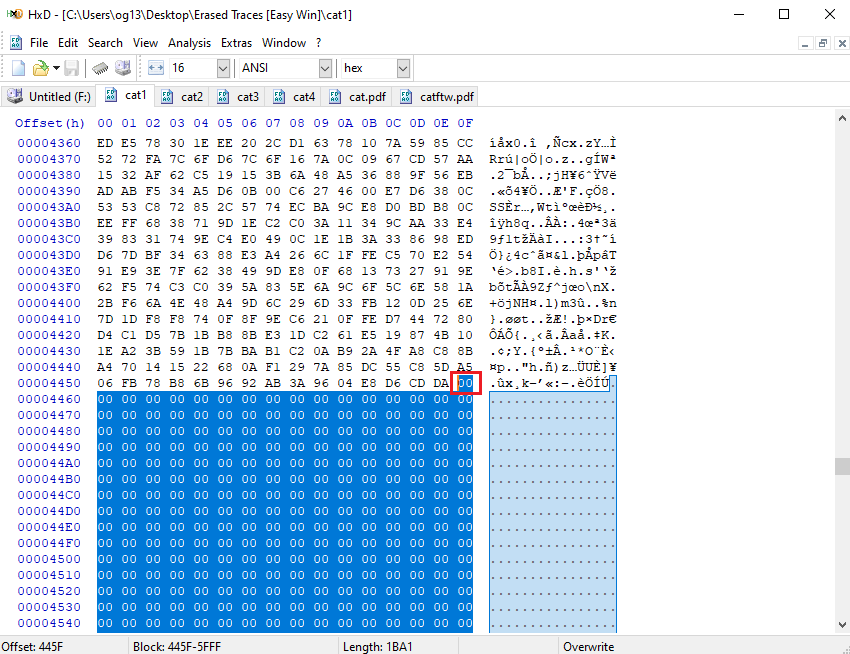 HxD - [C:\Users\og13\Desktop\Erased Traces [Easy Win]\cat1]
File Edit Search View Analysis Extras Window ?
16 ANSI hex
Untitled (F:) cat1 cat2 cat3 cat4 cat.pdf catftw.pdf
Offset(h) 00 01 02 03 04 05 06 07 08 09 0A 0B 0C 0D 0E 0F
00004360 ED E5 78 30 1E EE 20 2C D1 63 78 10 7A 59 85 CC íåx0.î ,Ñcx.zY…Ì
00004370 52 72 FA 7C 6F D6 7C 6F 16 7A 0C 09 67 CD 57 AA Rrú|oÖ|o.z..gÍWª
00004380 15 32 AF 62 C5 19 15 3B 6A 48 A5 36 88 9F 56 EB .2¯bÅ..;jH¥6ˆŸVë
00004390 AD AB F5 34 A5 D6 0B 00 C6 27 46 00 E7 D6 38 0C .«õ4¥Ö..Æ'F.çÖ8.
000043A0 53 53 C8 72 85 2C 57 74 EC BA 9C E8 D0 BD B8 0C SSÈr…,Wtìºœèн¸.
000043B0 EE FF 68 38 71 9D 1E C2 C0 3A 11 34 9C AA 33 E4 îÿh8q..ÂÀ:.4œª3ä
000043C0 39 83 31 74 9E C4 E0 49 0C 1E 1B 3A 33 86 98 ED 9ƒ1tžÄàI...:3†˜í
000043D0 D6 7D BF 34 63 88 E3 A4 26 6C 1F FE C5 70 E2 54 Ö}¿4cˆã¤&l.þÅpâT
000043E0 91 E9 3E 7F 62 38 49 9D E8 0F 68 13 73 27 91 9E ‘é>.b8I.è.h.s'‘ž
000043F0 62 F5 74 C3 C0 39 5A 83 5E 6A 9C 6F 5C 6E 58 1A bõtÃÀ9Zƒ^jœo\nX.
00004400 2B F6 6A 4E 48 A4 9D 6C 29 6D 33 FB 12 0D 25 6E +öjNH¤.l)m3û..%n
00004410 7D 1D F8 F8 74 0F 8F 9E C6 21 0F FE D7 44 72 80 }.øøt..žÆ!.þ×Dr€
00004420 D4 C1 D5 7B 1B B8 8B E3 1D C2 61 E5 19 87 4B 10 ÔÁÕ{.¸‹ã.Âaå.‡K.
00004430 1E A2 3B 59 1B 7B BA B1 C2 0A B9 2A 4F A8 C8 8B .¢;Y.{º±Â.¹*O¨È‹
00004440 A4 70 14 15 22 68 0A F1 29 7A 85 DC 55 C8 5D A5 ¤p.."h.ñ)z…ÜUÈ]¥
00004450 06 FB 78 B8 6B 96 92 AB 3A 96 04 E8 D6 CD DA 00 .ûx¸k–’«:–.èÖÍÚ.
00004460 00 00 00 00 00 00 00 00 00 00 00 00 00 00 00 00 ................
00004470 00 00 00 00 00 00 00 00 00 00 00 00 00 00 00 00 ................
00004480 00 00 00 00 00 00 00 00 00 00 00 00 00 00 00 00 ................
00004490 00 00 00 00 00 00 00 00 00 00 00 00 00 00 00 00 ................
000044A0 00 00 00 00 00 00 00 00 00 00 00 00 00 00 00 00 ................
000044B0 00 00 00 00 00 00 00 00 00 00 00 00 00 00 00 00 ................
000044C0 00 00 00 00 00 00 00 00 00 00 00 00 00 00 00 00 ................
000044D0 00 00 00 00 00 00 00 00 00 00 00 00 00 00 00 00 ................
000044E0 00 00 00 00 00 00 00 00 00 00 00 00 00 00 00 00 ................
000044F0 00 00 00 00 00 00 00 00 00 00 00 00 00 00 00 00 ................
00004500 00 00 00 00 00 00 00 00 00 00 00 00 00 00 00 00 ................
00004510 00 00 00 00 00 00 00 00 00 00 00 00 00 00 00 00 ................
00004520 00 00 00 00 00 00 00 00 00 00 00 00 00 00 00 00 ................
00004530 00 00 00 00 00 00 00 00 00 00 00 00 00 00 00 00 ................
00004540 00 00 00 00 00 00 00 00 00 00 00 00 00 00 00 00 ................
Offset: 445F Block: 445F-5FFF Length: 1BA1 Overwrite